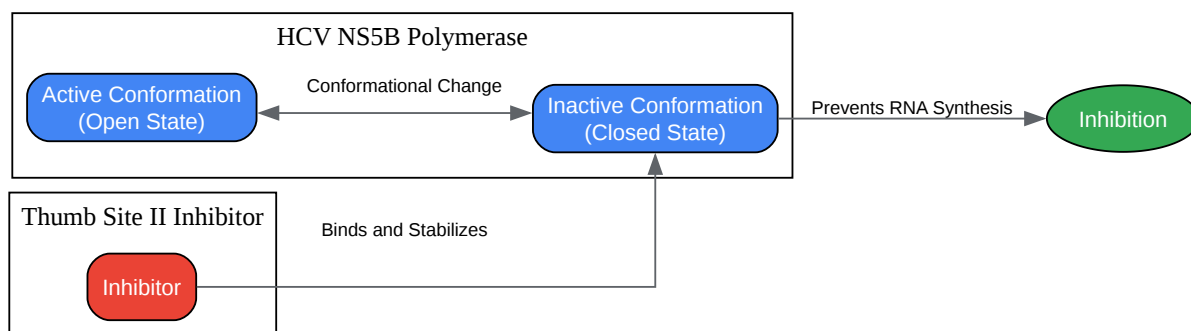 HCV NS5B Polymerase
Active Conformation
(Open State)
Conformational Change
Inactive Conformation
(Closed State)
Prevents RNA Synthesis
Inhibition
Thumb Site II Inhibitor
Binds and Stabilizes
Inhibitor